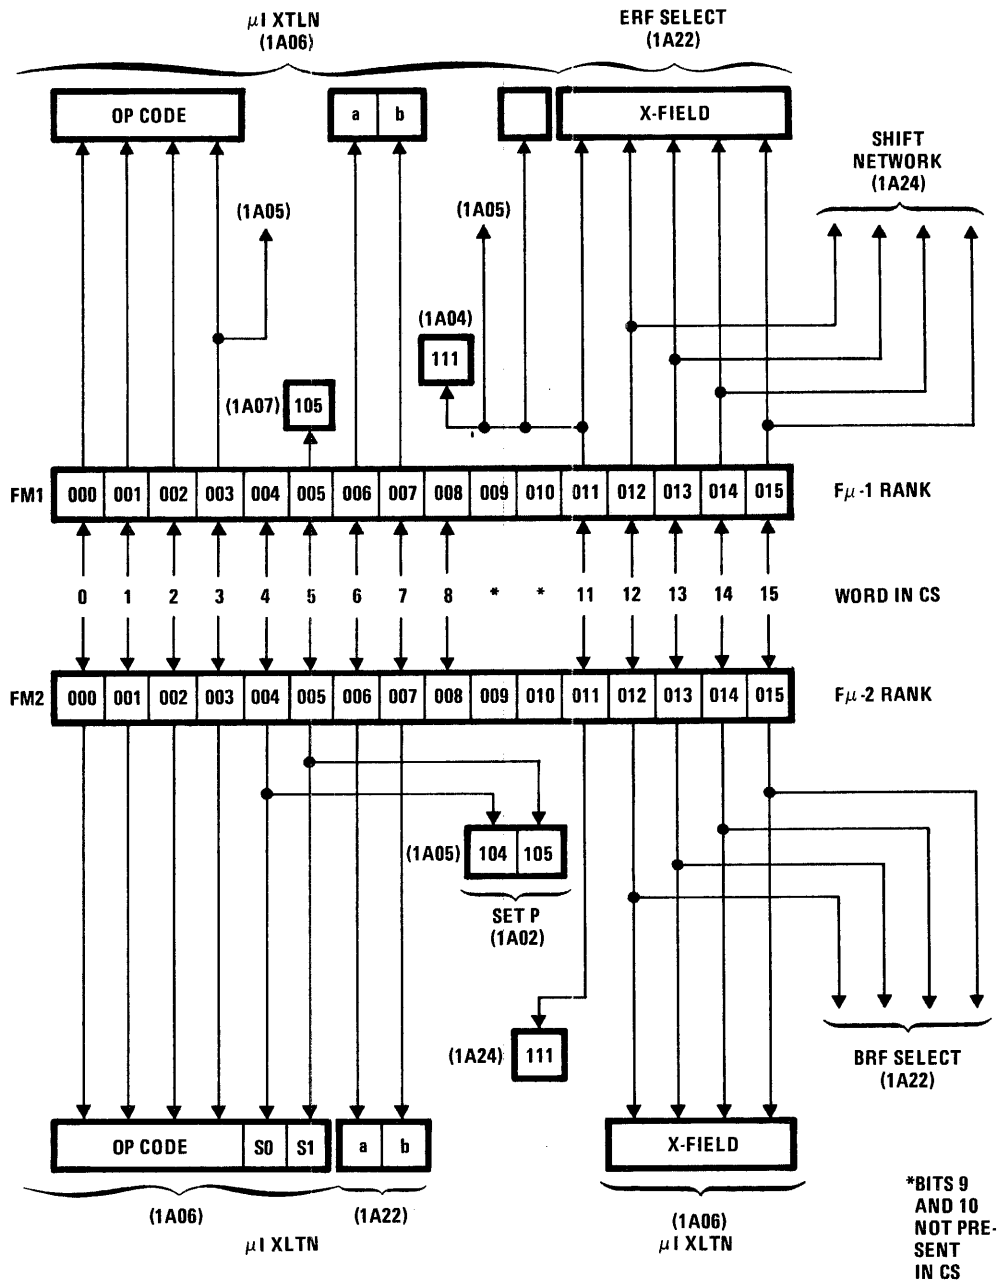 μI XTLN
(1A06)
ERF SELECT
(1A22)
OP CODE
a b
X-FIELD
SHIFT
NETWORK
(1A24)
(1A05)
(1A05)
(1A04)
111
(1A07) 105
FM1 000 001 002 003 004 005 006 007 008 009 010 011 012 013 014 015 Fμ-1 RANK
0 1 2 3 4 5 6 7 8 * * 11 12 13 14 15 WORD IN CS
FM2 000 001 002 003 004 005 006 007 008 009 010 011 012 013 014 015 Fμ-2 RANK
(1A05) 104 105
SET P
(1A02)
(1A24) 111
BRF SELECT
(1A22)
OP CODE S0 S1 a b
X-FIELD
(1A06)
μI XLTN
(1A22)
(1A06)
μI XLTN
*BITS 9
AND 10
NOT PRE-
SENT
IN CS